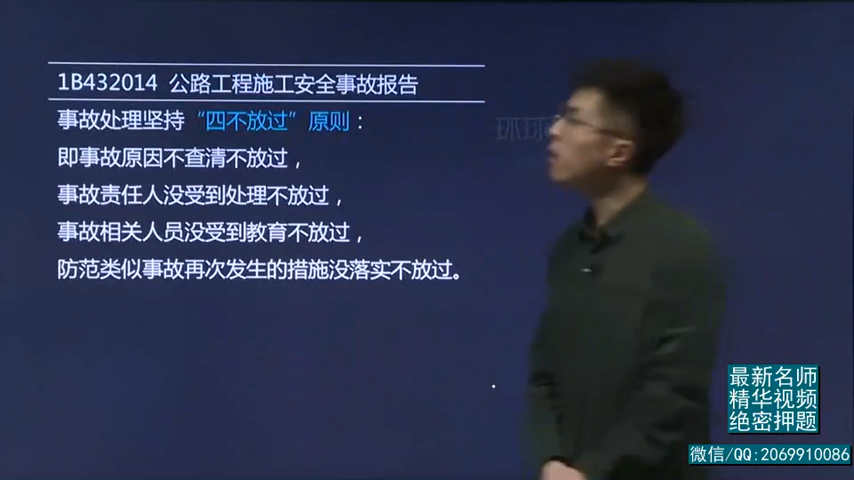 1B432014 公路工程施工安全事故报告
事故处理坚持“四不放过”原则：
即事故原因不查清不放过，
事故责任人没受到处理不放过，
事故相关人员没受到教育不放过，
防范类似事故再次发生的措施没落实不放过。
环球
最新名师
精华视频
绝密押题
微信/QQ:2069910086